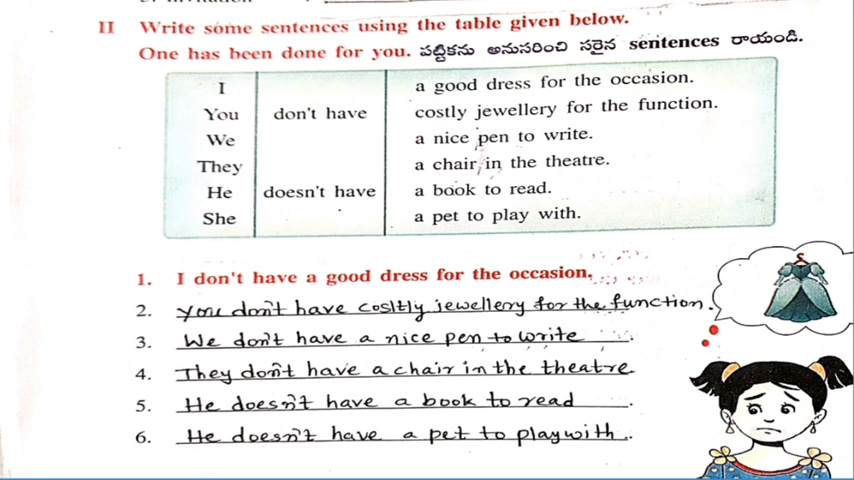 II Write some sentences using the table given below.
One has been done for you. పట్టికను అనుసరించి సరైన sentences రాయండి.
I a good dress for the occasion.
You don't have costly jewellery for the function.
We a nice pen to write.
They a chair in the theatre.
He doesn't have a book to read.
She a pet to play with.
1. I don't have a good dress for the occasion.
2. You don't have cosltly jewellery for the function.
3. We don't have a nice pen to write.
4. They don't have a chair in the theatre.
5. He doesn't have a book to read.
6. He doesn't have a pet to play with.